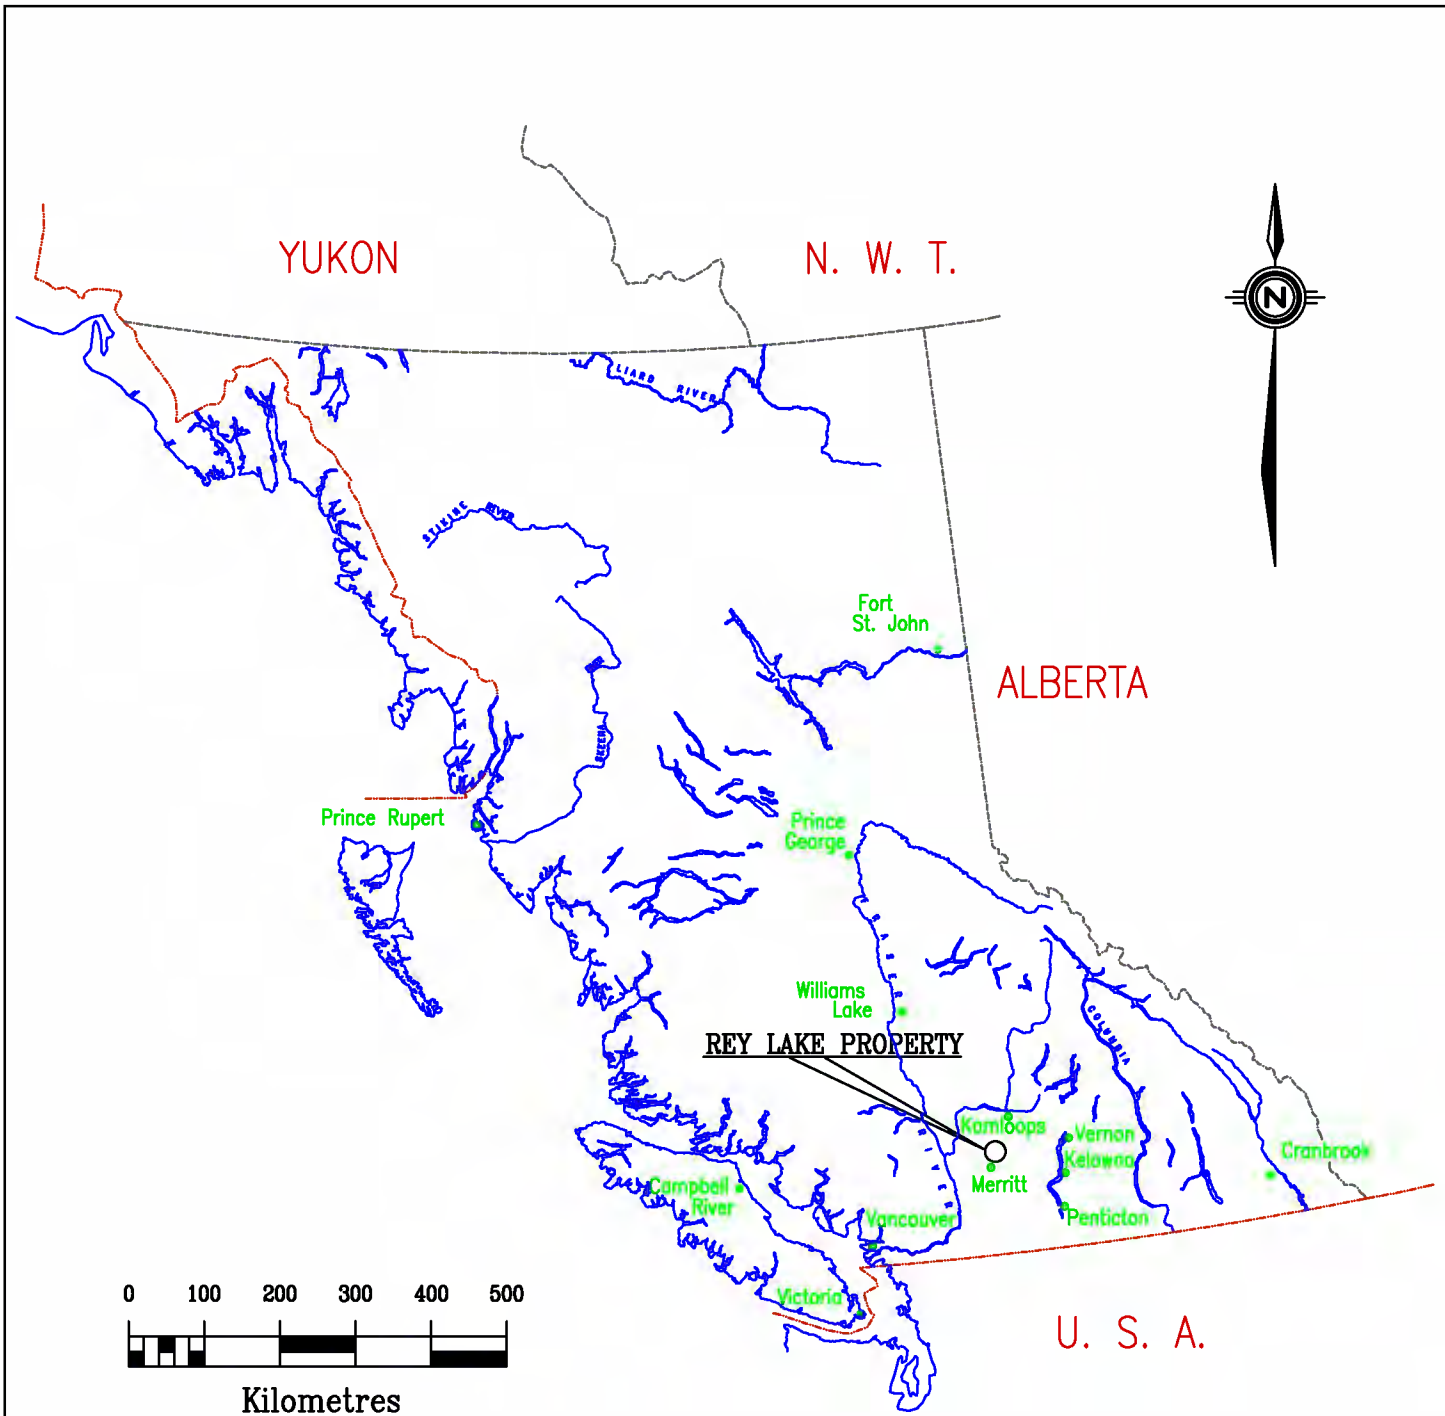 YUKON
N. W. T.
N
LIARD RIVER
STIKINE RIVER
Fort
St. John
ALBERTA
SKEENA
Prince Rupert
Prince
George
FRASER
Williams
Lake
COLUMBIA
REY LAKE PROPERTY
Kamloops
RIVER
Vernon
Kelowna
Cranbrook
Merritt
Campbell
River
Penticton
Vancouver
Victoria
0 100 200 300 400 500
U. S. A.
Kilometres